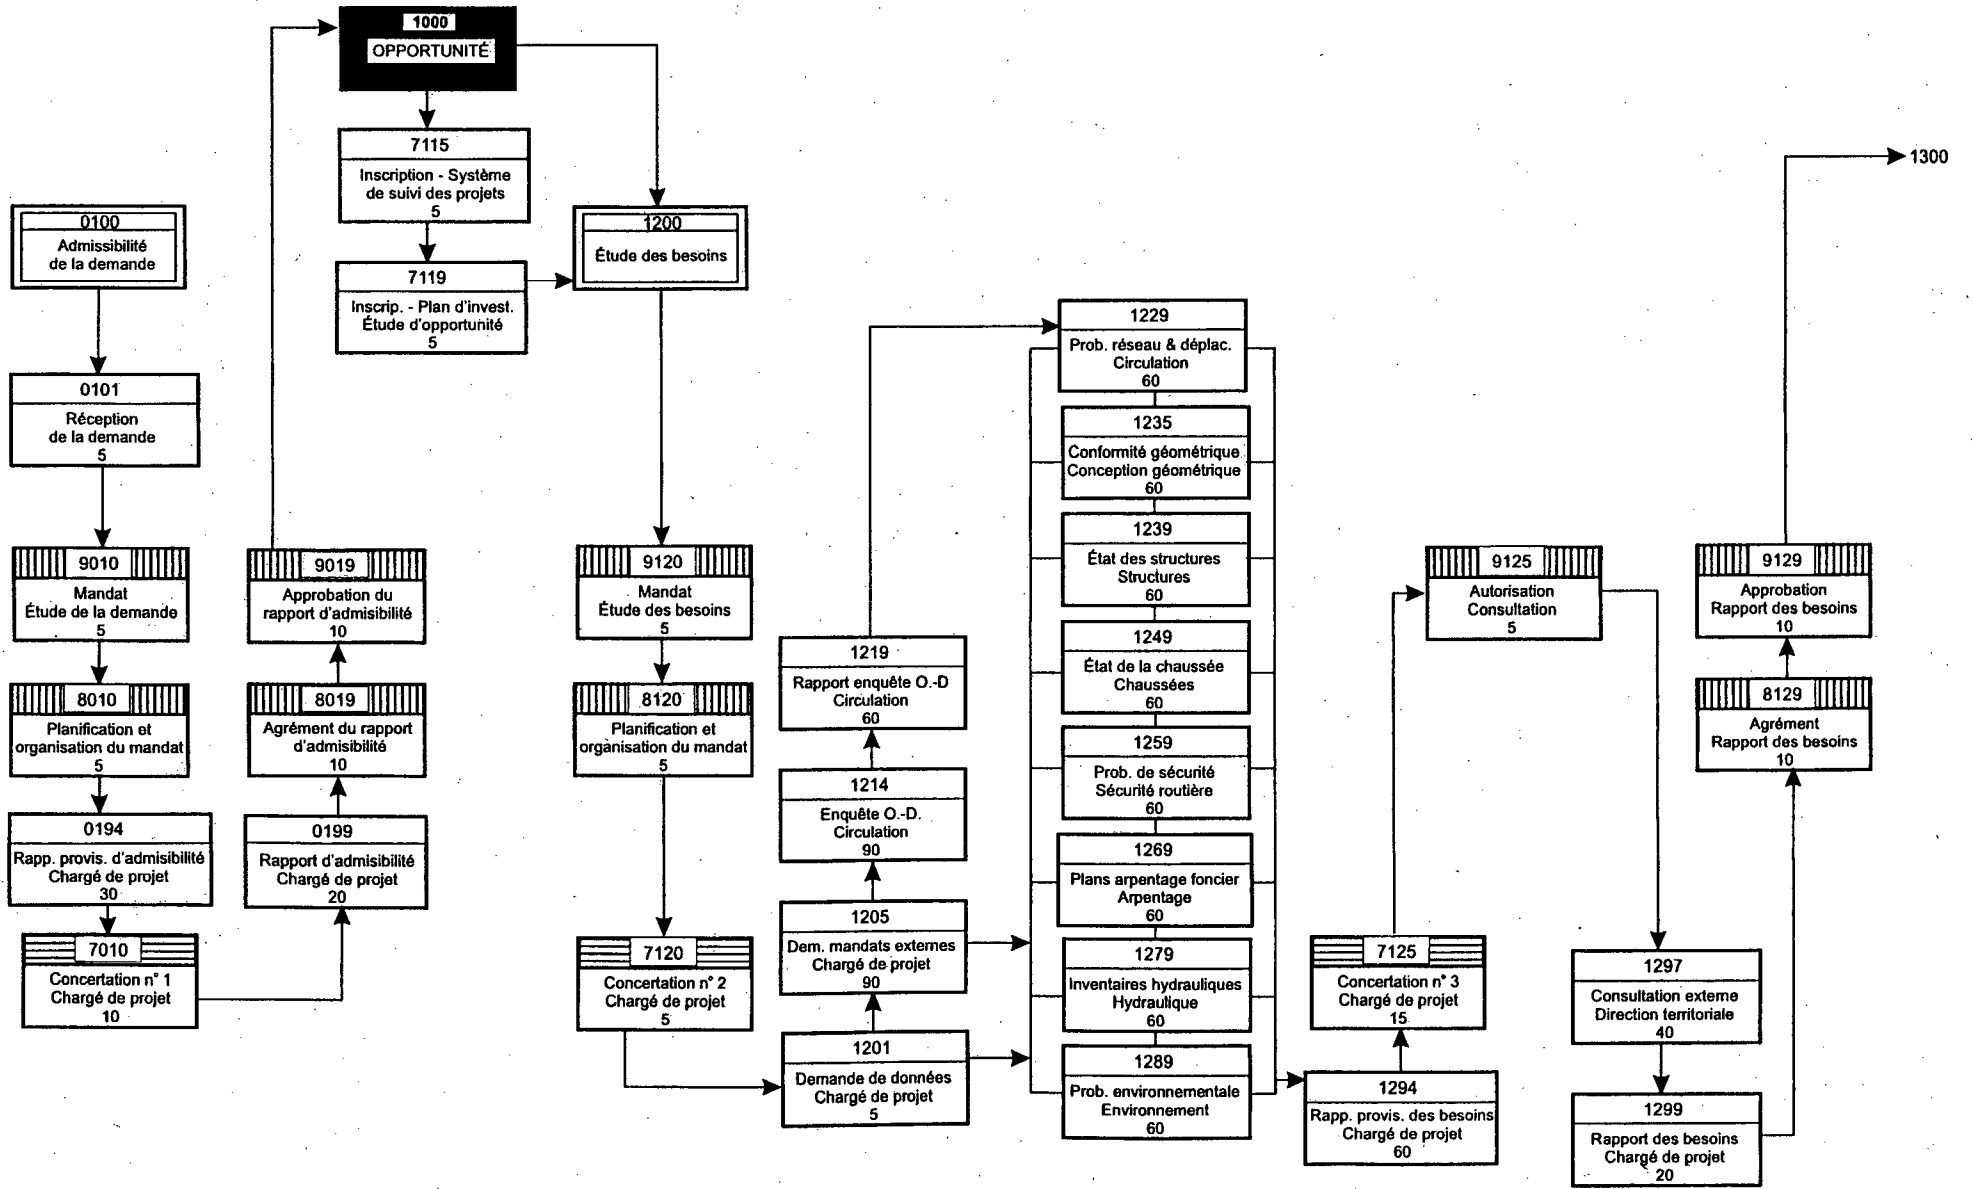 1000
OPPORTUNITÉ
7115
Inscription - Système
de suivi des projets
5
7119
Inscrip. - Plan d'invest.
Étude d'opportunité
5
0100
Admissibilité
de la demande
0101
Réception
de la demande
5
9010
Mandat
Étude de la demande
5
8010
Planification et
organisation du mandat
5
0194
Rapp. provis. d'admisibilité
Chargé de projet
30
7010
Concertation n° 1
Chargé de projet
10
0199
Rapport d'admisibilité
Chargé de projet
20
8019
Agrément du rapport
d'admisibilité
10
9019
Approbation du
rapport d'admisibilité
10
1200
Étude des besoins
9120
Mandat
Étude des besoins
5
8120
Planification et
organisation du mandat
5
7120
Concertation n° 2
Chargé de projet
5
1201
Demande de données
Chargé de projet
5
1205
Dem. mandats externes
Chargé de projet
90
1214
Enquête O.-D.
Circulation
90
1219
Rapport enquête O.-D
Circulation
60
1229
Prob. réseau & déplac.
Circulation
60
1235
Conformité géométrique
Conception géométrique
60
1239
État des structures
Structures
60
1249
État de la chaussée
Chaussées
60
1259
Prob. de sécurité
Sécurité routière
60
1269
Plans arpentage foncier
Arpentage
60
1279
Inventaires hydrauliques
Hydraulique
60
1289
Prob. environnementale
Environnement
60
1294
Rapp. provis. des besoins
Chargé de projet
60
7125
Concertation n° 3
Chargé de projet
15
9125
Autorisation
Consultation
5
1297
Consultation externe
Direction territoriale
40
1299
Rapport des besoins
Chargé de projet
20
8129
Agrément
Rapport des besoins
10
9129
Approbation
Rapport des besoins
10
1300